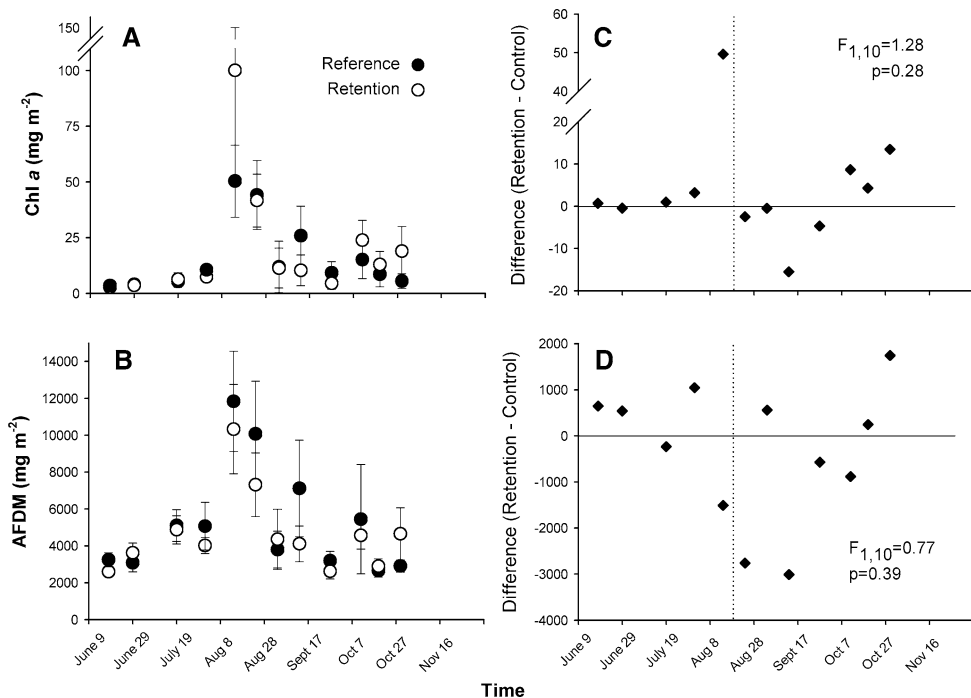 A
Chl a (mg m-2)
150
100
75
50
25
0
Reference
Retention
C
Difference (Retention - Control)
60
50
40
20
10
0
-10
-20
F1,10=1.28
p=0.28
B
AFDM (mg m-2)
14000
12000
10000
8000
6000
4000
2000
0
June 9
June 29
July 19
Aug 8
Aug 28
Sept 17
Oct 7
Oct 27
Nov 16
D
Difference (Retention - Control)
2000
1000
0
-1000
-2000
-3000
-4000
F1,10=0.77
p=0.39
June 9
June 29
July 19
Aug 8
Aug 28
Sept 17
Oct 7
Oct 27
Nov 16
Time